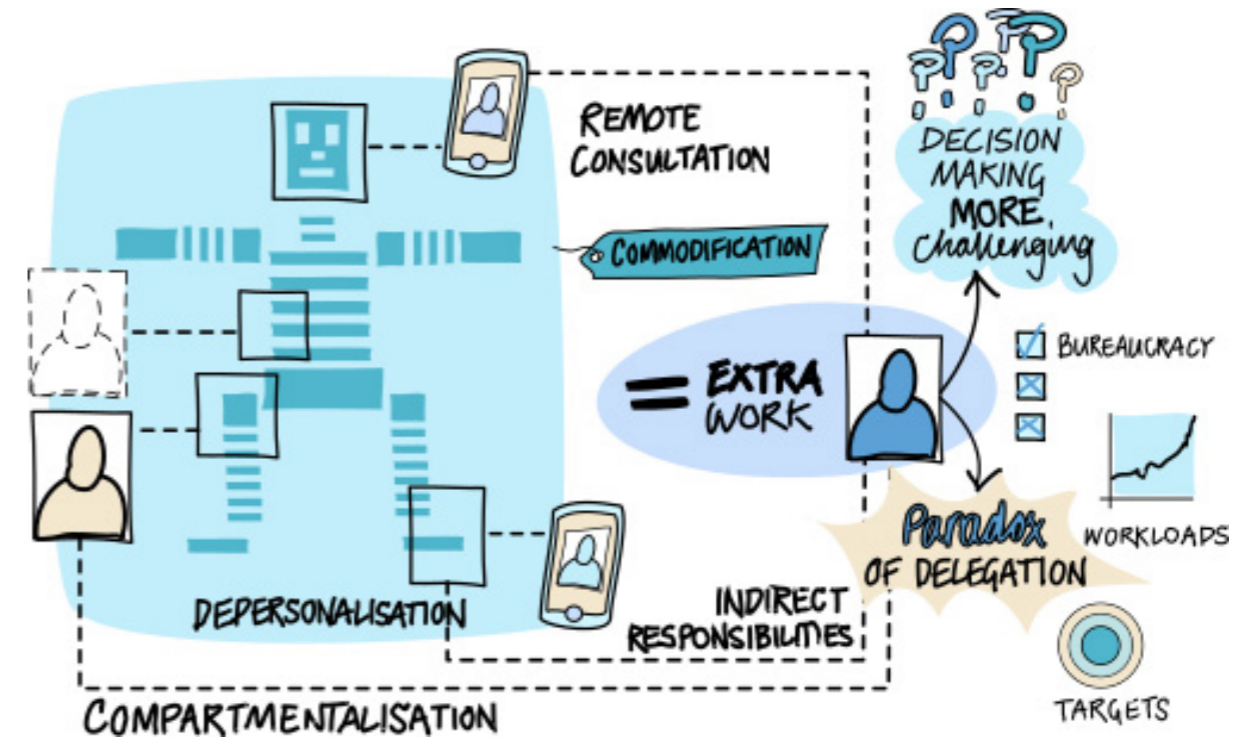 REMOTE
CONSULTATION
DECISION
MAKING
MORE
Challenging
COMMODIFICATION
= EXTRA
WORK
BUREAUCRACY
Paradox
OF DELEGATION
WORKLOADS
DEPERSONALISATION
INDIRECT
RESPONSIBILITIES
TARGETS
COMPARTMENTALISATION